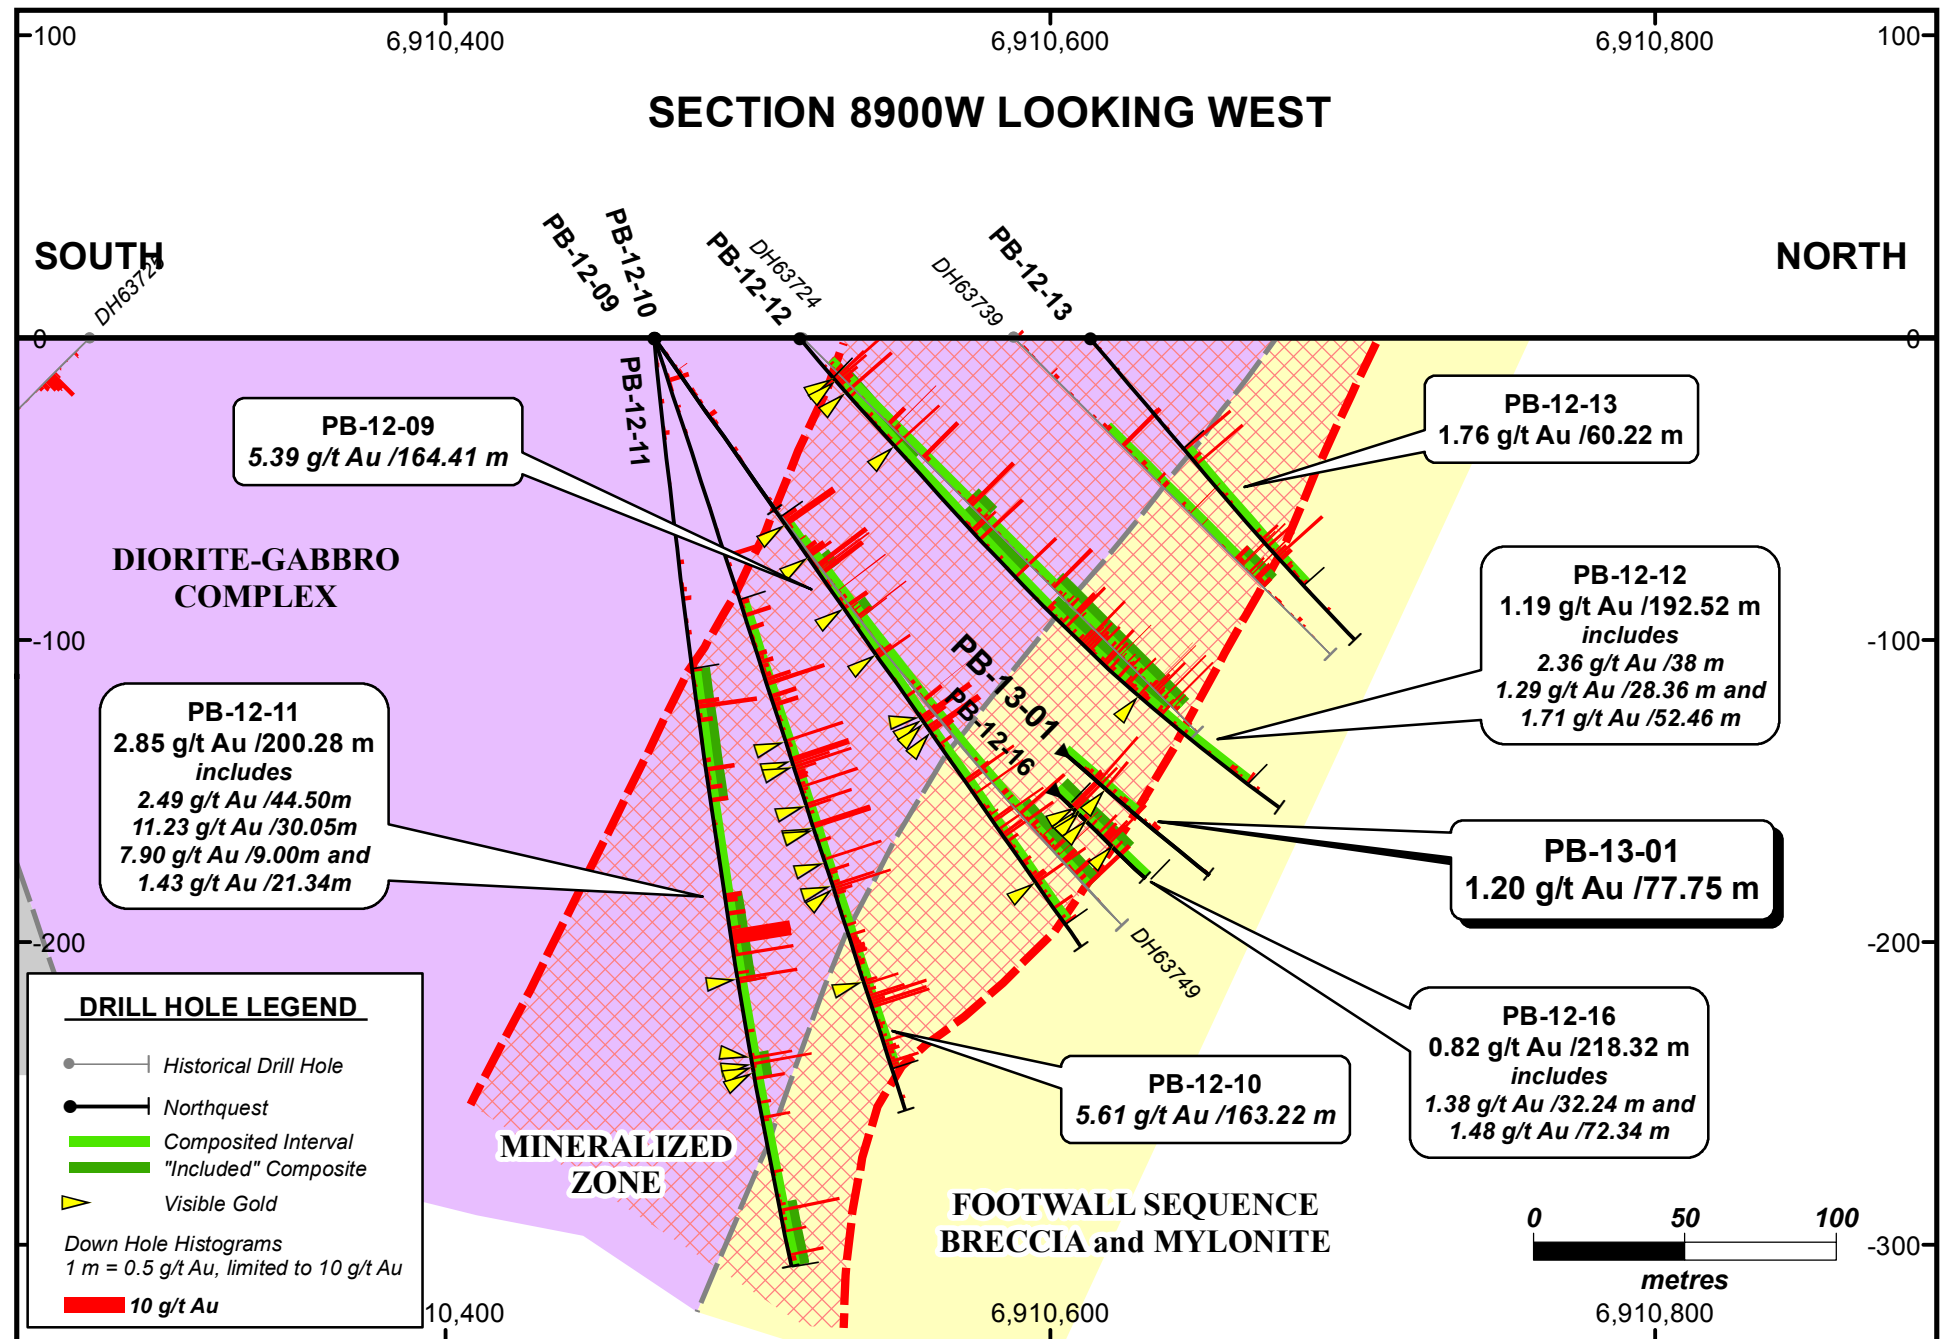 100
6,910,400
6,910,600
6,910,800
100
SECTION 8900W LOOKING WEST
SOUTH
NORTH
PB-12-09
PB-12-10
PB-12-12
DH63724
DH63739
PB-12-13
0
0
PB-12-11
PB-12-09
5.39 g/t Au /164.41 m
PB-12-13
1.76 g/t Au /60.22 m
DIORITE-GABBRO
COMPLEX
PB-12-12
1.19 g/t Au /192.52 m
includes
2.36 g/t Au /38 m
1.29 g/t Au /28.36 m and
1.71 g/t Au /52.46 m
-100
-100
PB-13-01
PB-12-16
PB-12-11
2.85 g/t Au /200.28 m
includes
2.49 g/t Au /44.50m
11.23 g/t Au /30.05m
7.90 g/t Au /9.00m and
1.43 g/t Au /21.34m
PB-13-01
1.20 g/t Au /77.75 m
-200
-200
DH63749
PB-12-16
0.82 g/t Au /218.32 m
includes
1.38 g/t Au /32.24 m and
1.48 g/t Au /72.34 m
PB-12-10
5.61 g/t Au /163.22 m
MINERALIZED
ZONE
FOOTWALL SEQUENCE
BRECCIA and MYLONITE
DRILL HOLE LEGEND
Historical Drill Hole
Northquest
Composited Interval
"Included" Composite
Visible Gold
Down Hole Histograms
1 m = 0.5 g/t Au, limited to 10 g/t Au
10 g/t Au
0 50 100
metres
-300
10,400
6,910,600
6,910,800